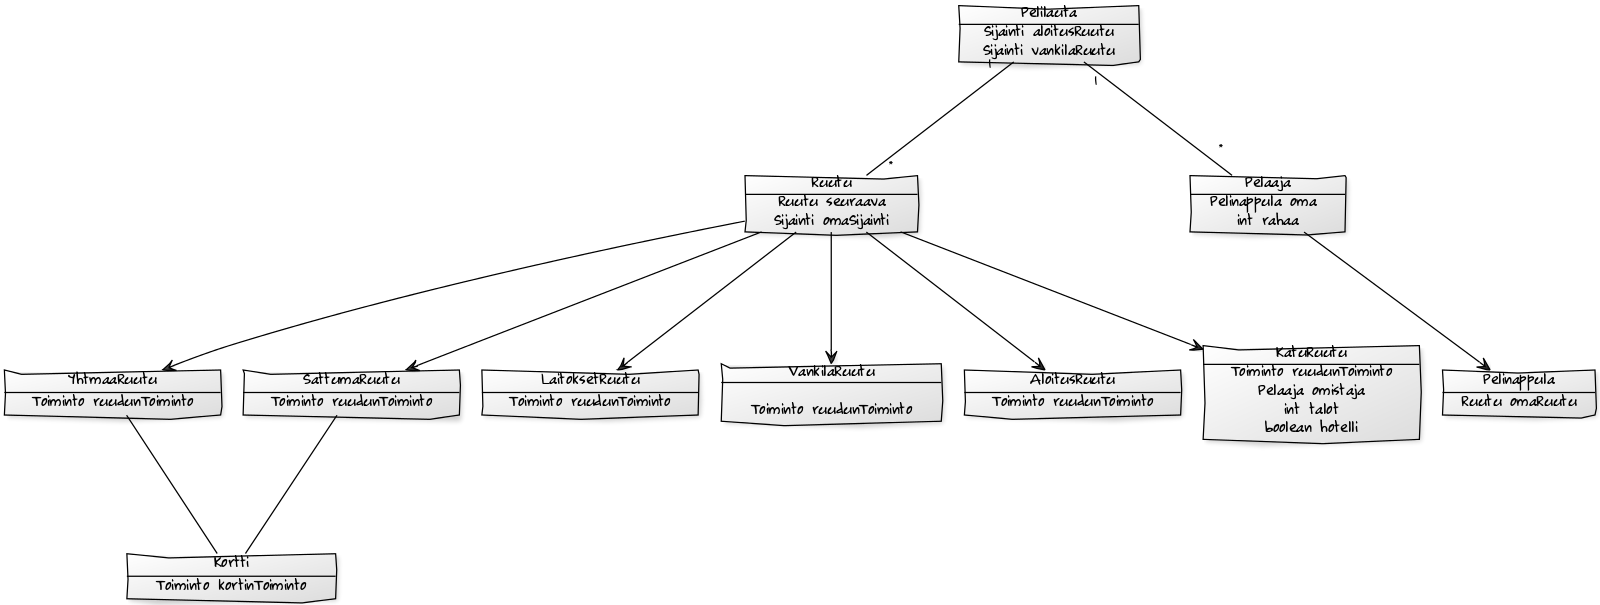 Pelilauta
Sijainti aloitusRuutu
Sijainti vankilaRuutu
1
1
*
*
Ruutu
Ruutu seuraava
Sijainti omaSijainti
Pelaaja
Pelinappula oma
int rahaa
YhtmaaRuutu
Toiminto ruudunToiminto
SattumaRuutu
Toiminto ruudunToiminto
LaitoksetRuutu
Toiminto ruudunToiminto
VankilaRuutu
Toiminto ruudunToiminto
AloitusRuutu
Toiminto ruudunToiminto
KatuRuutu
Toiminto ruudunToiminto
Pelaaja omistaja
int talot
boolean hotelli
Pelinappula
Ruutu omaRuutu
Kortti
Toiminto kortinToiminto